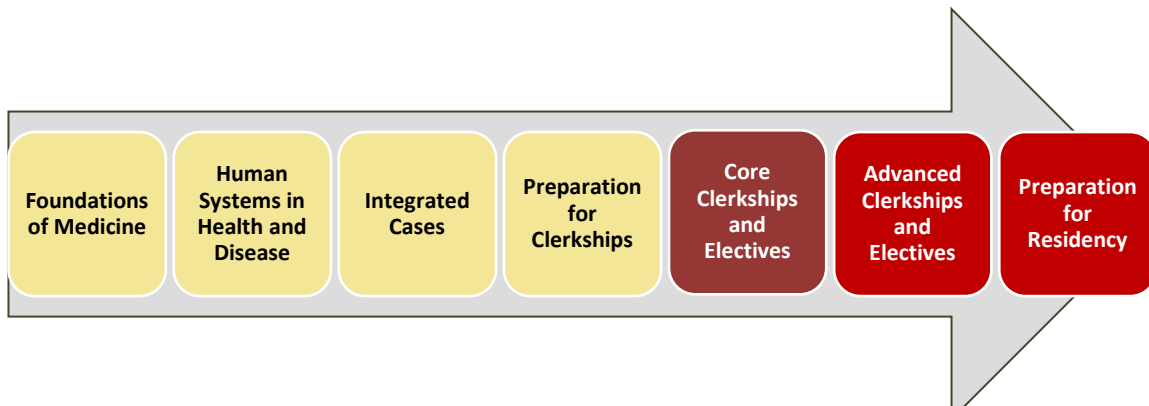 Foundations
of Medicine
Human
Systems in
Health and
Disease
Integrated
Cases
Preparation
for
Clerkships
Core
Clerkships
and
Electives
Advanced
Clerkships
and
Electives
Preparation
for
Residency